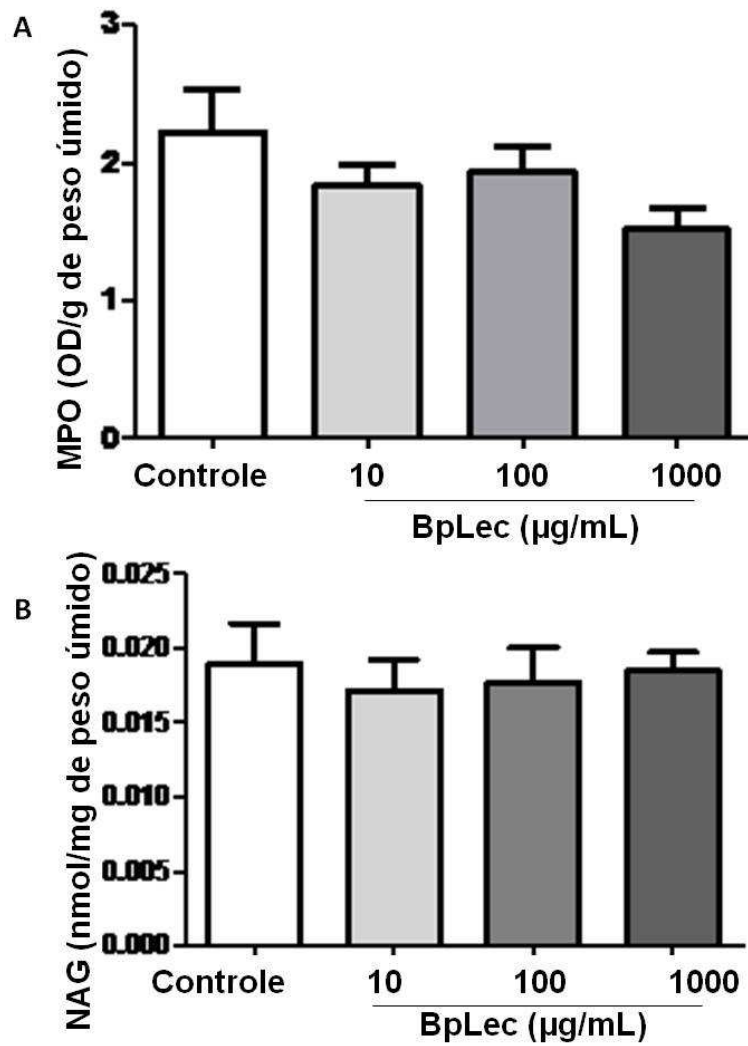 A
MPO (OD/g de peso úmido)
3
2
1
0
Controle 10 100 1000
BpLec (µg/mL)
B
NAG (nmol/mg de peso úmido)
0.025
0.020
0.015
0.010
0.005
0.000
Controle 10 100 1000
BpLec (µg/mL)